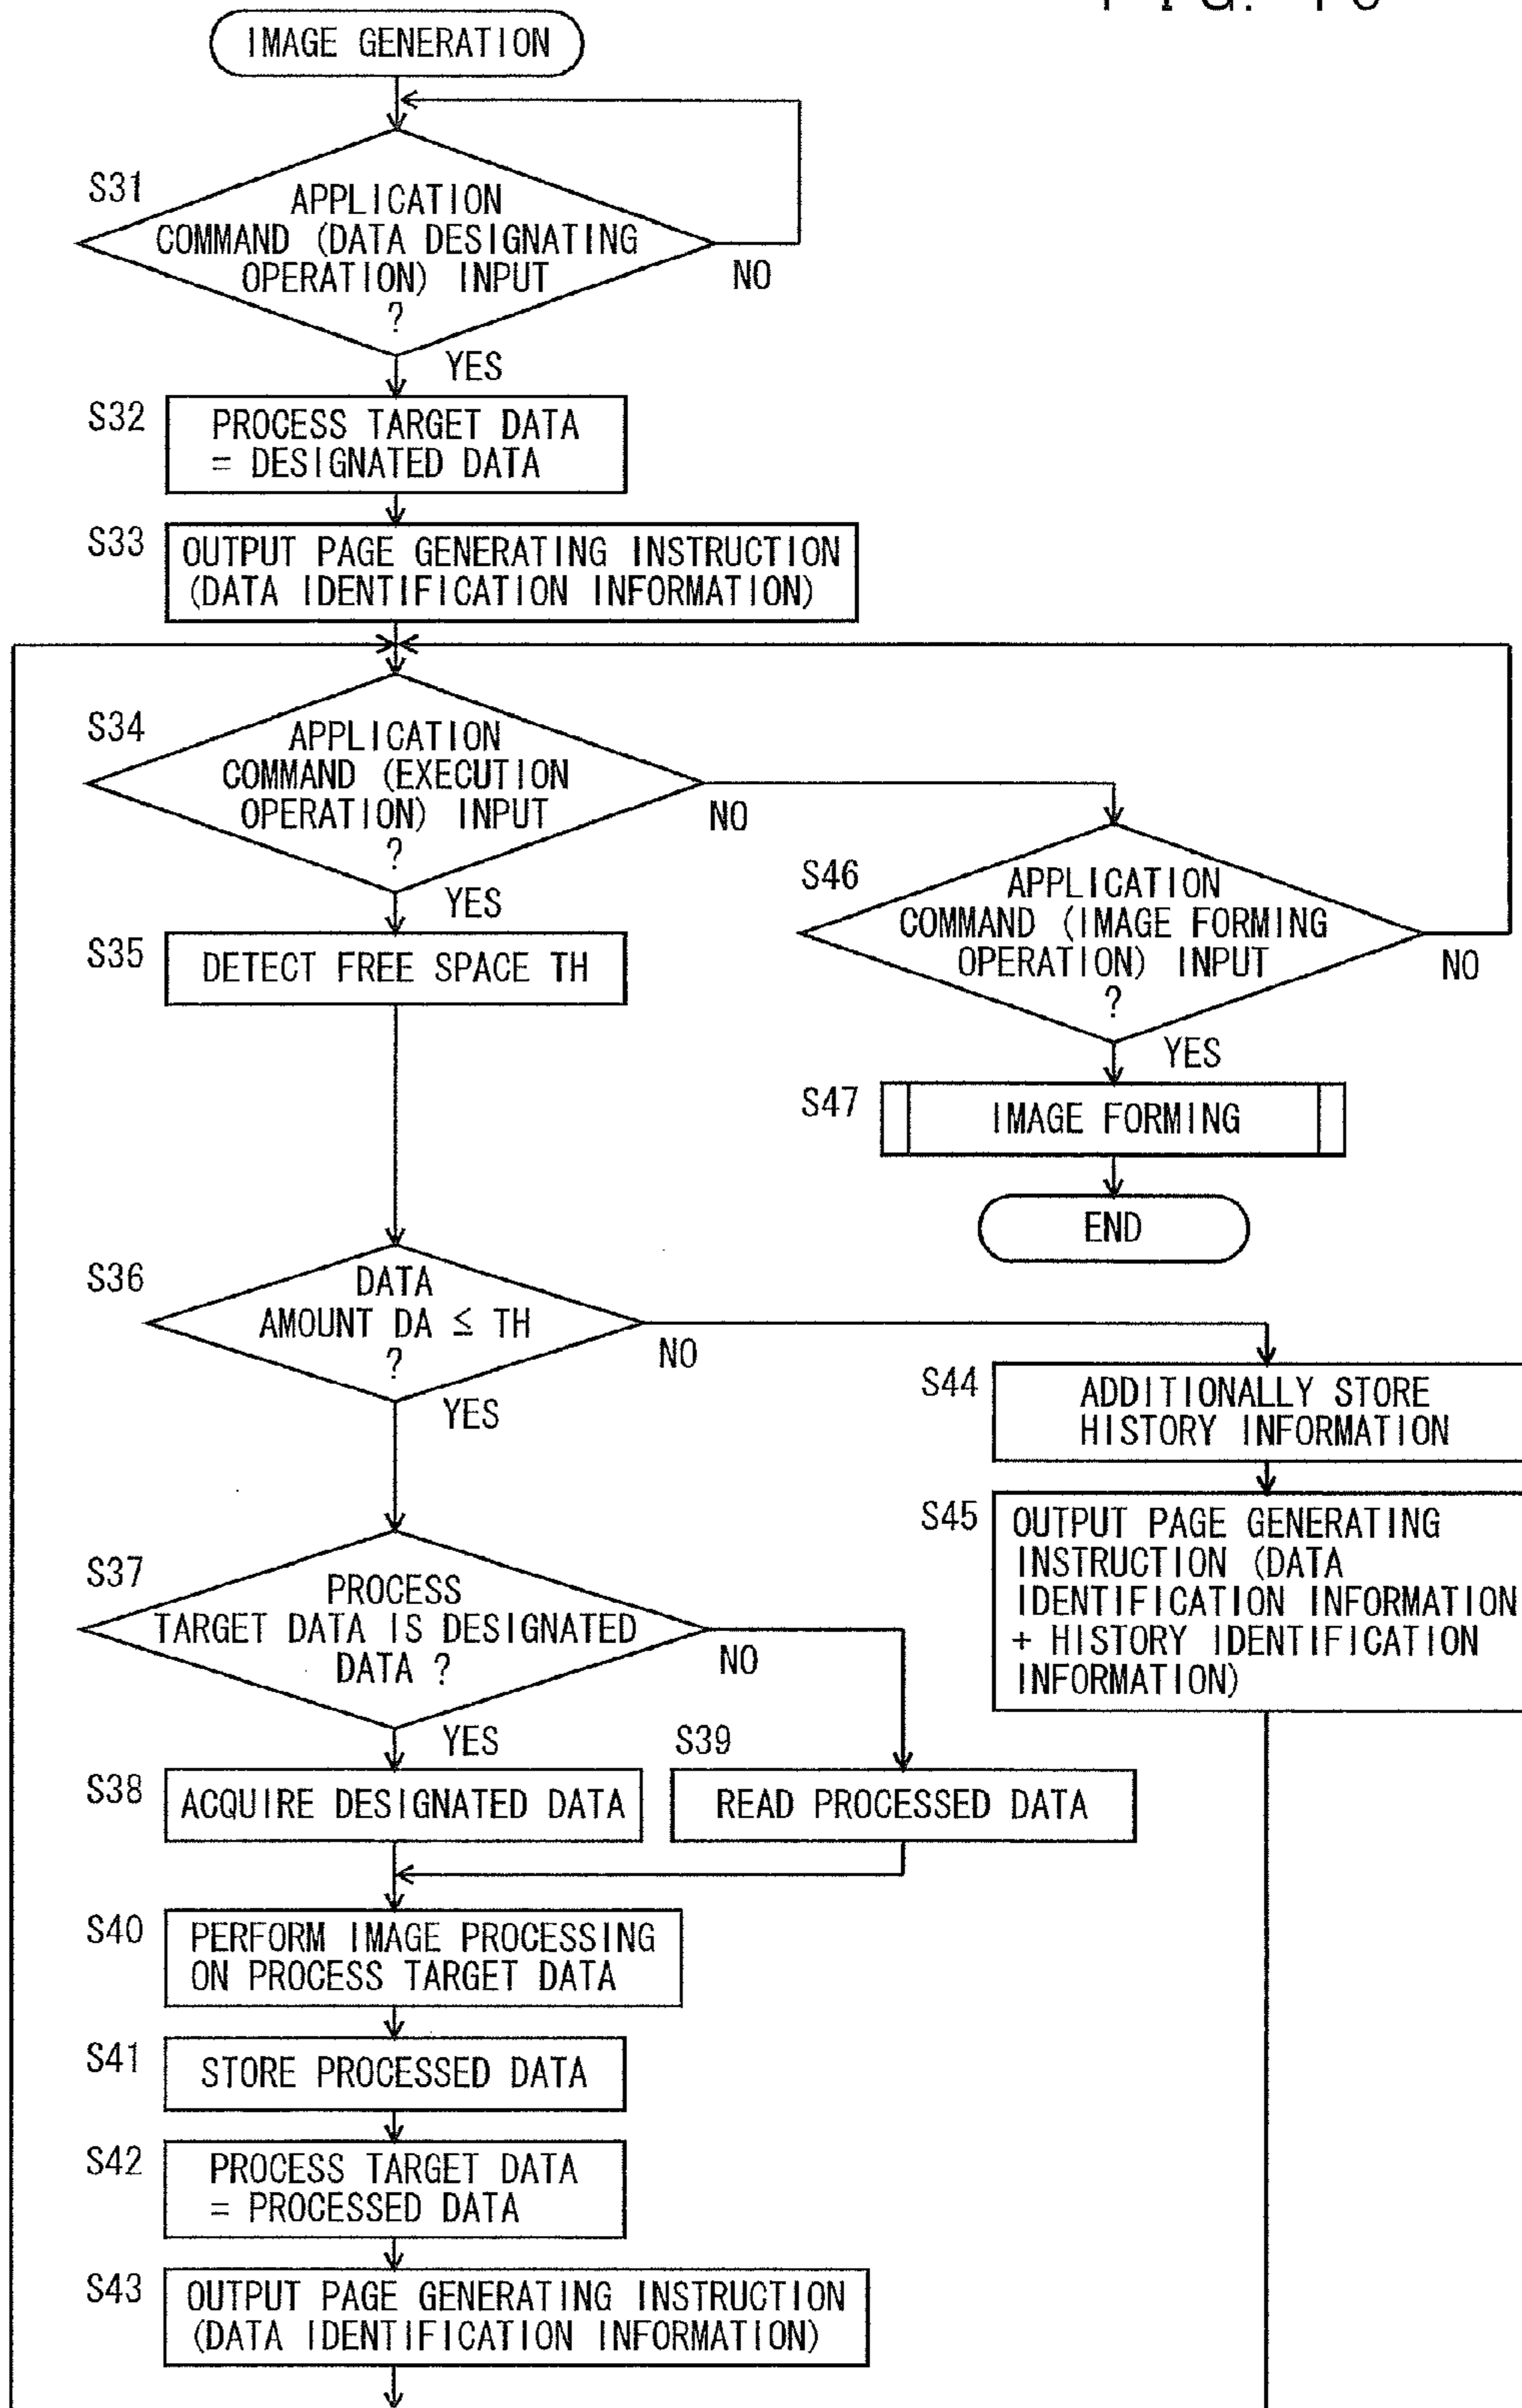 IMAGE GENERATION
S31
APPLICATION
COMMAND (DATA DESIGNATING
OPERATION) INPUT
?
NO
YES
S32
PROCESS TARGET DATA
= DESIGNATED DATA
S33
OUTPUT PAGE GENERATING INSTRUCTION
(DATA IDENTIFICATION INFORMATION)
S34
APPLICATION
COMMAND (EXECUTION
OPERATION) INPUT
?
NO
YES
S46
APPLICATION
COMMAND (IMAGE FORMING
OPERATION) INPUT
?
NO
YES
S35
DETECT FREE SPACE TH
S47
IMAGE FORMING
END
S36
DATA
AMOUNT DA ≤ TH
?
NO
YES
S44
ADDITIONALLY STORE
HISTORY INFORMATION
S45
OUTPUT PAGE GENERATING
INSTRUCTION (DATA
IDENTIFICATION INFORMATION
+ HISTORY IDENTIFICATION
INFORMATION)
S37
PROCESS
TARGET DATA IS DESIGNATED
DATA ?
NO
YES
S38
ACQUIRE DESIGNATED DATA
S39
READ PROCESSED DATA
S40
PERFORM IMAGE PROCESSING
ON PROCESS TARGET DATA
S41
STORE PROCESSED DATA
S42
PROCESS TARGET DATA
= PROCESSED DATA
S43
OUTPUT PAGE GENERATING INSTRUCTION
(DATA IDENTIFICATION INFORMATION)